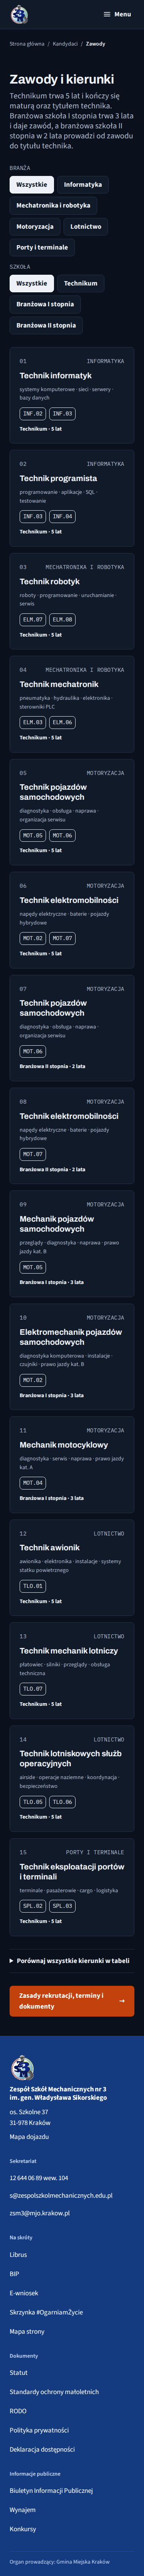 Menu
Strona główna / Kandydaci / Zawody
Zawody i kierunki
Technikum trwa 5 lat i kończy się
maturą oraz tytułem technika.
Branżowa szkoła I stopnia trwa 3 lata
i daje zawód, a branżowa szkoła II
stopnia w 2 lata prowadzi od zawodu
do tytułu technika.
BRANŻA
Wszystkie
Informatyka
Mechatronika i robotyka
Motoryzacja
Lotnictwo
Porty i terminale
SZKOŁA
Wszystkie
Technikum
Branżowa I stopnia
Branżowa II stopnia
01 INFORMATYKA
Technik informatyk
systemy komputerowe · sieci · serwery ·
bazy danych
INF.02 INF.03
Technikum · 5 lat
02 INFORMATYKA
Technik programista
programowanie · aplikacje · SQL ·
testowanie
INF.03 INF.04
Technikum · 5 lat
03 MECHATRONIKA I ROBOTYKA
Technik robotyk
roboty · programowanie · uruchamianie ·
serwis
ELM.07 ELM.08
Technikum · 5 lat
04 MECHATRONIKA I ROBOTYKA
Technik mechatronik
pneumatyka · hydraulika · elektronika ·
sterowniki PLC
ELM.03 ELM.06
Technikum · 5 lat
05 MOTORYZACJA
Technik pojazdów
samochodowych
diagnostyka · obsługa · naprawa ·
organizacja serwisu
MOT.05 MOT.06
Technikum · 5 lat
06 MOTORYZACJA
Technik elektromobilności
napędy elektryczne · baterie · pojazdy
hybrydowe
MOT.02 MOT.07
Technikum · 5 lat
07 MOTORYZACJA
Technik pojazdów
samochodowych
diagnostyka · obsługa · naprawa ·
organizacja serwisu
MOT.06
Branżowa II stopnia · 2 lata
08 MOTORYZACJA
Technik elektromobilności
napędy elektryczne · baterie · pojazdy
hybrydowe
MOT.07
Branżowa II stopnia · 2 lata
09 MOTORYZACJA
Mechanik pojazdów
samochodowych
przeglądy · diagnostyka · naprawa · prawo
jazdy kat. B
MOT.05
Branżowa I stopnia · 3 lata
10 MOTORYZACJA
Elektromechanik pojazdów
samochodowych
diagnostyka komputerowa · instalacje ·
czujniki · prawo jazdy kat. B
MOT.02
Branżowa I stopnia · 3 lata
11 MOTORYZACJA
Mechanik motocyklowy
diagnostyka · serwis · naprawa · prawo jazdy
kat. A
MOT.04
Branżowa I stopnia · 3 lata
12 LOTNICTWO
Technik awionik
awionika · elektronika · instalacje · systemy
statku powietrznego
TLO.01
Technikum · 5 lat
13 LOTNICTWO
Technik mechanik lotniczy
płatowiec · silniki · przeglądy · obsługa
techniczna
TLO.07
Technikum · 5 lat
14 LOTNICTWO
Technik lotniskowych służb
operacyjnych
airside · operacje naziemne · koordynacja ·
bezpieczeństwo
TLO.05 TLO.06
Technikum · 5 lat
15 PORTY I TERMINALE
Technik eksploatacji portów
i terminali
terminale · pasażerowie · cargo · logistyka
SPL.02 SPL.03
Technikum · 5 lat
Porównaj wszystkie kierunki w tabeli
Zasady rekrutacji, terminy i
dokumenty →
Zespół Szkół Mechanicznych nr 3
im. gen. Władysława Sikorskiego
os. Szkolne 37
31-978 Kraków
Mapa dojazdu
Sekretariat
12 644 06 89 wew. 104
s@zespolszkolmechanicznych.edu.pl
zsm3@mjo.krakow.pl
Na skróty
Librus
BIP
E-wniosek
Skrzynka #OgarniamŻycie
Mapa strony
Dokumenty
Statut
Standardy ochrony małoletnich
RODO
Polityka prywatności
Deklaracja dostępności
Informacje publiczne
Biuletyn Informacji Publicznej
Wynajem
Konkursy
Organ prowadzący: Gmina Miejska Kraków